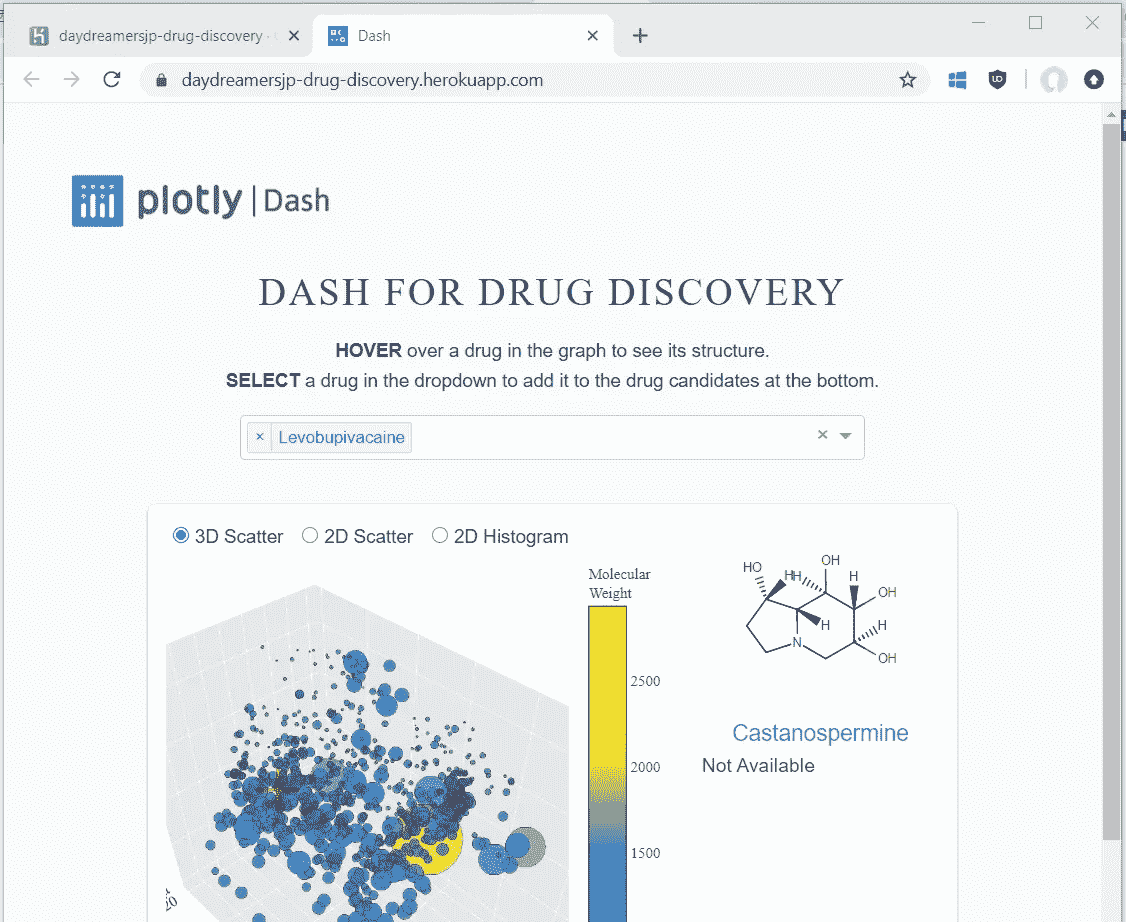 daydreamersjp-drug-discovery ·
Dash
daydreamersjp-drug-discovery.herokuapp.com
plotly | Dash
DASH FOR DRUG DISCOVERY
HOVER over a drug in the graph to see its structure.
SELECT a drug in the dropdown to add it to the drug candidates at the bottom.
× Levobupivacaine
3D Scatter 2D Scatter 2D Histogram
Molecular
Weight
2500
2000
1500
HO
H
H
OH
H
OH
H
H
N
OH
Castanospermine
Not Available
20